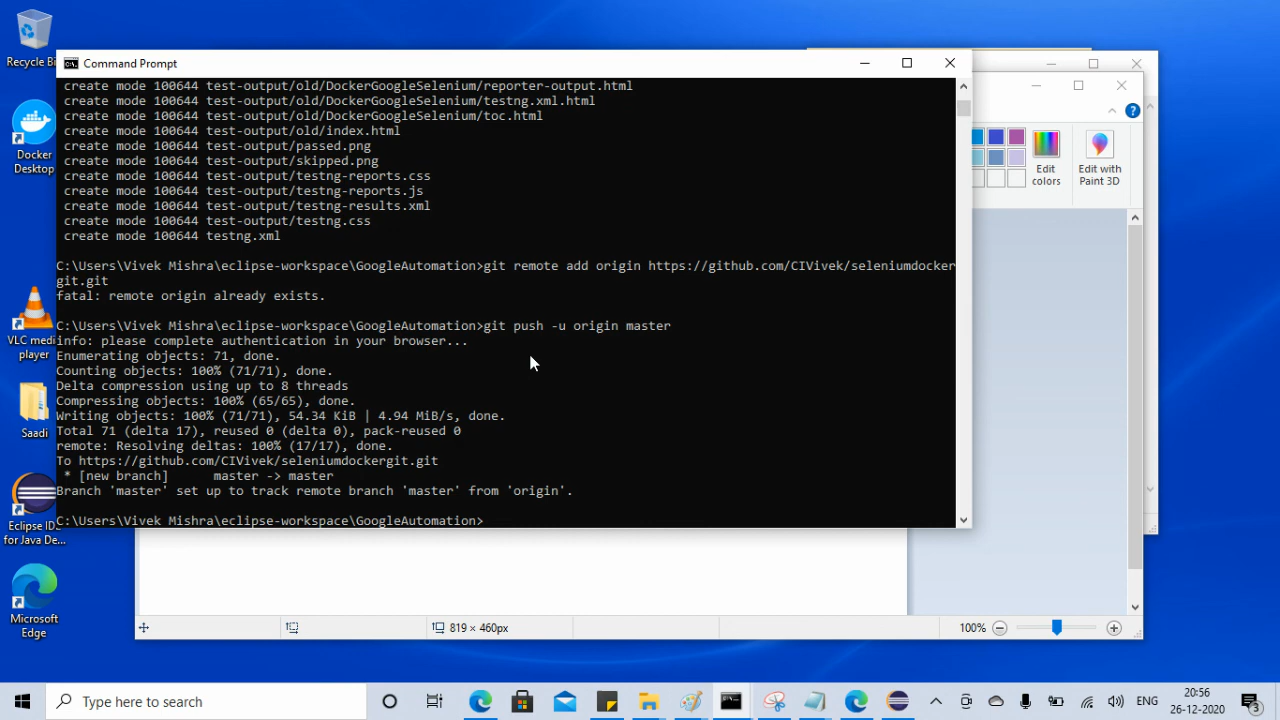 Recycle Bi
Docker
Desktop
VLC media
player
Saadi
Eclipse IDE
for Java De...
Microsoft
Edge
Command Prompt
create mode 100644 test-output/old/DockerGoogleSelenium/reporter-output.html
create mode 100644 test-output/old/DockerGoogleSelenium/testng.xml.html
create mode 100644 test-output/old/DockerGoogleSelenium/toc.html
create mode 100644 test-output/old/index.html
create mode 100644 test-output/passed.png
create mode 100644 test-output/skipped.png
create mode 100644 test-output/testng-reports.css
create mode 100644 test-output/testng-reports.js
create mode 100644 test-output/testng-results.xml
create mode 100644 test-output/testng.css
create mode 100644 testng.xml
C:\Users\Vivek Mishra\eclipse-workspace\GoogleAutomation>git remote add origin https://github.com/CIVivek/seleniumdocker
git.git
fatal: remote origin already exists.
C:\Users\Vivek Mishra\eclipse-workspace\GoogleAutomation>git push -u origin master
info: please complete authentication in your browser...
Enumerating objects: 71, done.
Counting objects: 100% (71/71), done.
Delta compression using up to 8 threads
Compressing objects: 100% (65/65), done.
Writing objects: 100% (71/71), 54.34 KiB | 4.94 MiB/s, done.
Total 71 (delta 17), reused 0 (delta 0), pack-reused 0
remote: Resolving deltas: 100% (17/17), done.
To https://github.com/CIVivek/seleniumdockergit.git
* [new branch] master -> master
Branch 'master' set up to track remote branch 'master' from 'origin'.
C:\Users\Vivek Mishra\eclipse-workspace\GoogleAutomation>
Edit
colors
Edit with
Paint 3D
819 × 460px
100%
Type here to search
ENG
20:56
26-12-2020
3